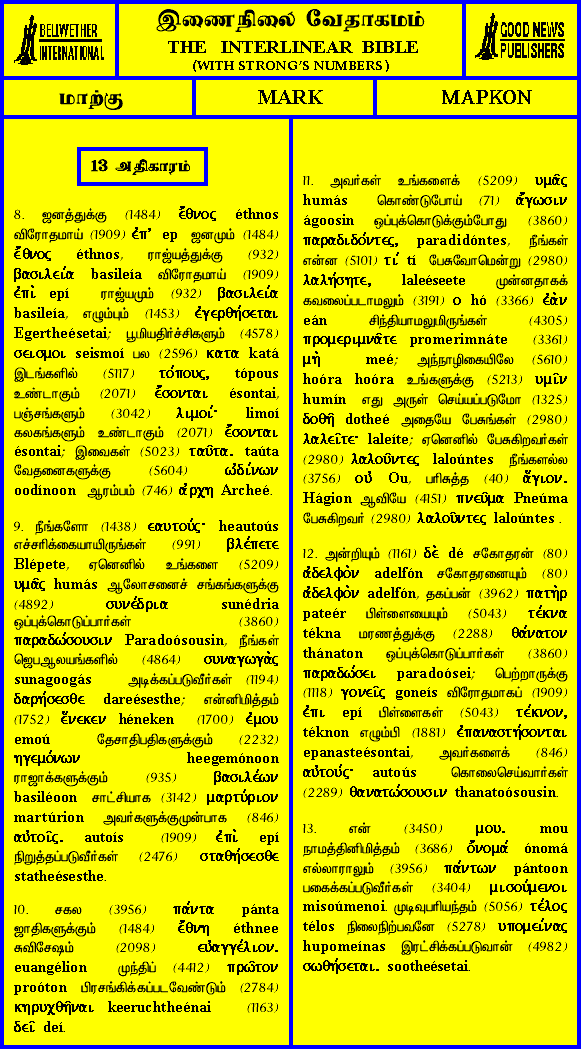 BELLWETHER
INTERNATIONAL
இணைநிலை வேதாகமம்
THE INTERLINEAR BIBLE
(WITH STRONG'S NUMBERS)
GOOD NEWS
PUBLISHERS
மாற்கு
MARK
ΜΑΡΚΟΝ
13 அதிகாரம்
8. ஜனத்துக்கு (1484) ἔθνος éthnos
விரோதமாய் (1909) ἐπ' ep ஜனமும் (1484)
ἔθνος éthnos, ராஜ்யத்துக்கு (932)
βασιλεία basileía விரோதமாய் (1909)
ἐπὶ epí ராஜ்யமும் (932) βασιλεία
basileía, எழும்பும் (1453) ἐγερθήσεται
Egertheésetai; பூமியதிர்ச்சிகளும் (4578)
σεισμοι seismoí பல (2596) κατα katá
இடங்களில் (5117) τόπους, tópous
உண்டாகும் (2071) ἔσονται ésontai,
பஞ்சங்களும் (3042) λιμοί· limoí
கலகங்களும் உண்டாகும் (2071) ἔσονται
ésontai; இவைகள் (5023) ταῦτα. taúta
வேதனைகளுக்கு (5604) ὠδίνων
oodínoon ஆரம்பம் (746) ἀρχη Archeé.
9. நீங்களோ (1438) εαυτούς· heautoús
எச்சரிக்கையாயிருங்கள் (991) βλέπετε
Blépete, ஏனெனில் உங்களை (5209)
υμᾶς humás ஆலோசனைச் சங்கங்களுக்கு
(4892) συνέδρια sunédria
ஒப்புக்கொடுப்பார்கள் (3860)
παραδώσουσιν Paradoósousin, நீங்கள்
ஜெபஆலயங்களில் (4864) συναγωγὰς
sunagoogás அடிக்கப்படுவீர்கள் (1194)
δαρήσεσθε dareésesthe; என்னிமித்தம்
(1752) ἕνεκεν héneken (1700) ἐμου
emoú தேசாதிபதிகளுக்கும் (2232)
ηγεμόνων heegemónoon
ராஜாக்களுக்கும் (935) βασιλέων
basiléoon சாட்சியாக (3142) μαρτύριον
martúrion அவர்களுக்குமுன்பாக (846)
αὐτοῖς. autoís (1909) ἐπὶ epí
நிறுத்தப்படுவீர்கள் (2476) σταθήσεσθε
statheésesthe.
10. சகல (3956) πάντα pánta
ஜாதிகளுக்கும் (1484) ἔθνη éthnee
சுவிசேஷம் (2098) εὐαγγέλιον.
euangélion முந்திப் (4412) πρῶτον
proóton பிரசங்கிக்கப்படவேண்டும் (2784)
κηρυχθῆναι keeruchtheénai (1163)
δεῖ deí.
11. அவர்கள் உங்களைக் (5209) υμᾶς
humás கொண்டுபோய் (71) ἄγωσιν
ágoosin ஒப்புக்கொடுக்கும்போது (3860)
παραδιδόντες, paradidóntes, நீங்கள்
என்ன (5101) τί tí பேசுவோமென்று (2980)
λαλήσητε, laleéseete முன்னதாகக்
கவலைப்படாமலும் (3191) ο hó (3366) ἐὰν
eán சிந்தியாமலுமிருங்கள் (4305)
προμεριμνᾶτε promerimnáte (3361)
μὴ meé; அந்நாழிகையிலே (5610)
hoóra hoóra உங்களுக்கு (5213) υμῖν
humín எது அருள் செய்யப்படுமோ (1325)
δοθῆ dotheé அதையே பேசுங்கள் (2980)
λαλεῖτε· laleíte; ஏனெனில் பேசுகிறவர்கள்
(2980) λαλοῦντες laloúntes நீங்களல்ல
(3756) οὐ Ou, பரிசுத்த (40) ἅγιον.
Hágion ஆவியே (4151) πνεῦμα Pneúma
பேசுகிறவர் (2980) λαλοῦντες laloúntes .
12. அன்றியும் (1161) δὲ dé சகோதரன் (80)
ἀδελφὸν adelfón சகோதரனையும் (80)
ἀδελφὸν adelfón, தகப்பன் (3962) πατὴρ
pateér பிள்ளையையும் (5043) τέκνα
tékna மரணத்துக்கு (2288) θάνατον
thánaton ஒப்புக்கொடுப்பார்கள் (3860)
παραδώσει paradoósei; பெற்றாருக்கு
(1118) γονεῖς goneís விரோதமாகப் (1909)
ἐπι epí பிள்ளைகள் (5043) τέκνον,
téknon எழும்பி (1881) ἐπαναστήσονται
epanasteésontai, அவர்களைக் (846)
αὐτούς· autoús கொலைசெய்வார்கள்
(2289) θανατώσουσιν thanatoósousin.
13. என் (3450) μου. mou
நாமத்தினிமித்தம் (3686) ὄνομά ónomá
எல்லாராலும் (3956) πάντων pántoon
பகைக்கப்படுவீர்கள் (3404) μισούμενοι
misoúmenoi. முடிவுபரியந்தம் (5056) τέλος
télos நிலைநிற்பவனே (5278) υπομείνας
hupomeínas இரட்சிக்கப்படுவான் (4982)
σωθήσεται. sootheésetai.